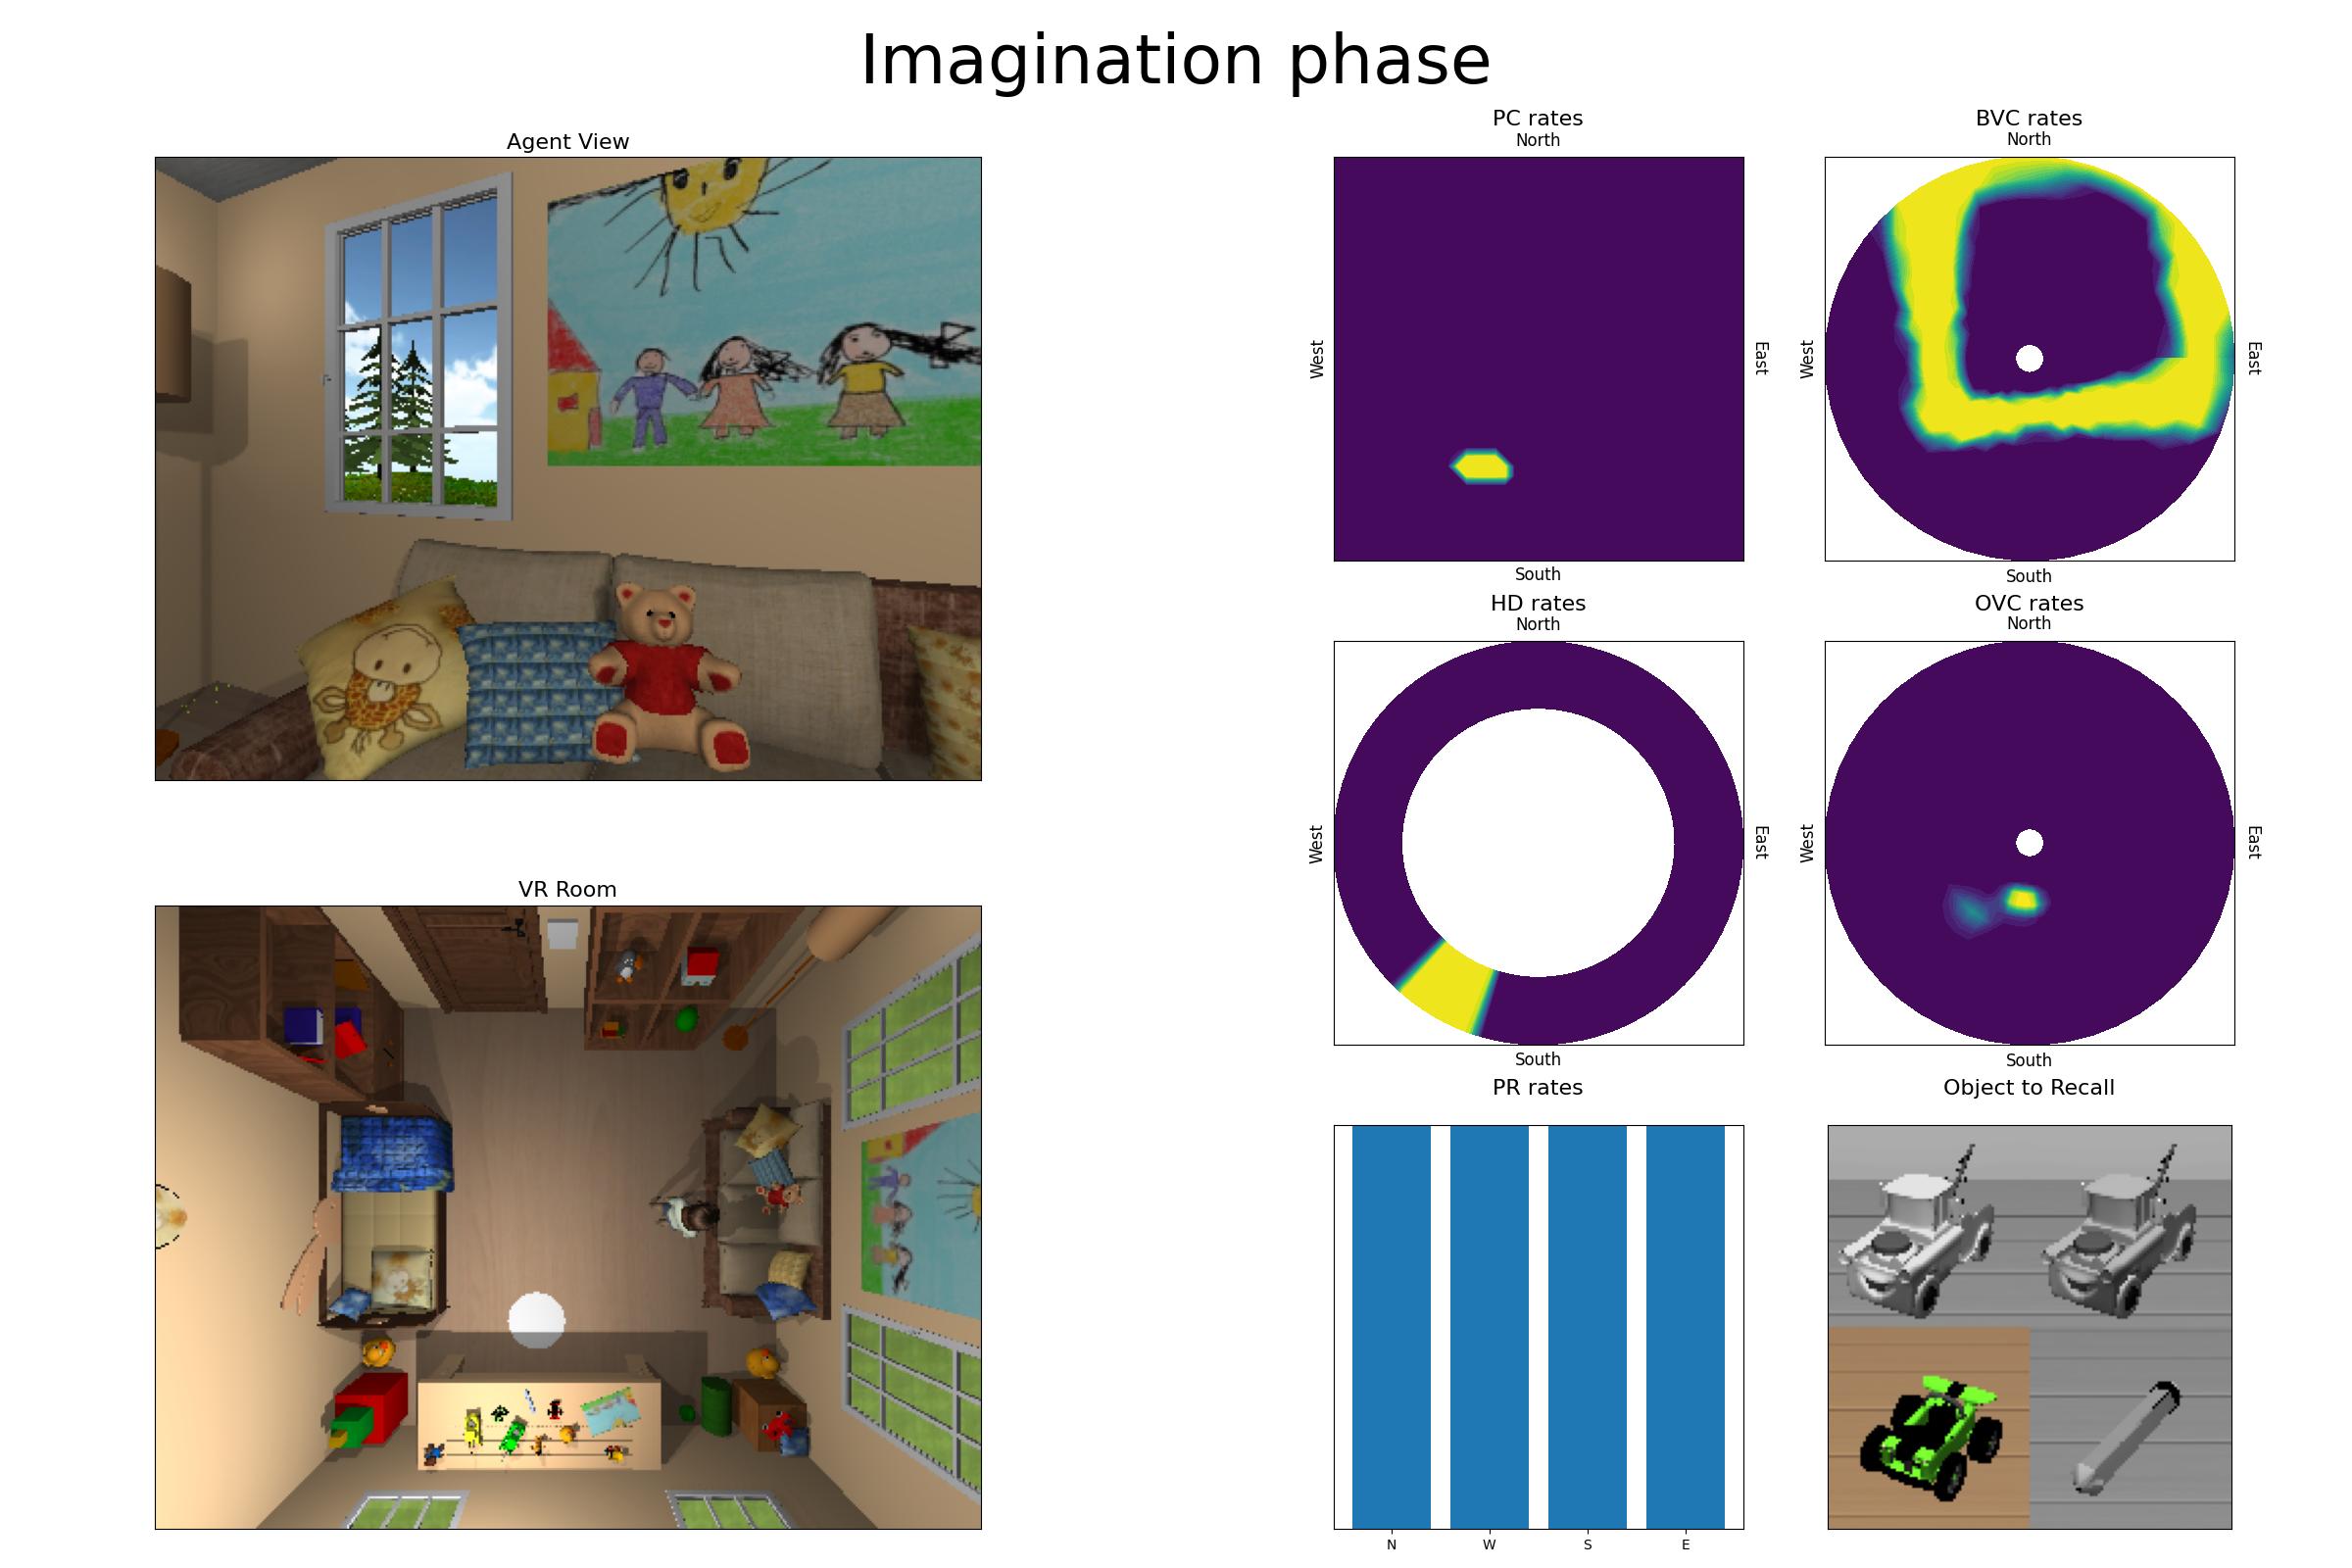 Imagination phase
Agent View
PC rates
North
West
East
South
BVC rates
North
West
East
South
HD rates
North
West
East
South
OVC rates
North
West
East
South
VR Room
PR rates
N W S E
Object to Recall